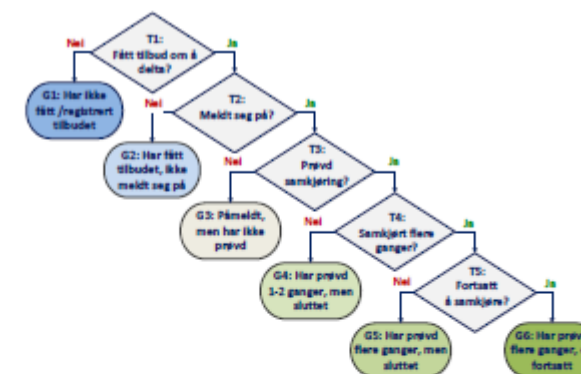 Nei
T1:
Fått tilbud om å
delta?
Ja
G1: Har ikke
fått /registrert
tilbudet
Nei
T2:
Meldt seg på?
Ja
G2: Har fått
tilbudet, ikke
meldt seg på
Nei
T3:
Prøvd
samkjøring?
Ja
G3: Påmeldt,
men har ikke
prøvd
Nei
T4:
Samkjørt flere
ganger?
Ja
G4: Har prøvd
1-2 ganger, men
sluttet
Nei
T5:
Fortsatt
å samkjøre?
Ja
G5: Har prøvd
flere ganger, men
sluttet
G6: Har prøv
flere ganger,
fortsatt